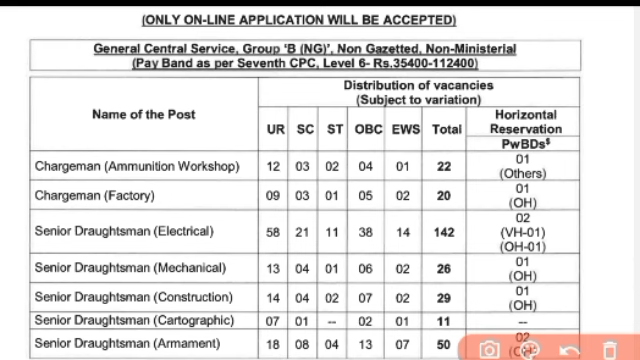 (ONLY ON-LINE APPLICATION WILL BE ACCEPTED)
General Central Service, Group 'B (NG)', Non Gazetted, Non-Ministerial
(Pay Band as per Seventh CPC, Level 6- Rs.35400-112400)
Name of the Post
Distribution of vacancies
(Subject to variation)
UR SC ST OBC EWS Total
Horizontal
Reservation
PwBDs$
Chargeman (Ammunition Workshop) 12 03 02 04 01 22 01
(Others)
Chargeman (Factory) 09 03 01 05 02 20 01
(OH)
Senior Draughtsman (Electrical) 58 21 11 38 14 142 02
(VH-01)
(OH-01)
Senior Draughtsman (Mechanical) 13 04 01 06 02 26 01
(OH)
Senior Draughtsman (Construction) 14 04 02 07 02 29 01
(OH)
Senior Draughtsman (Cartographic) 07 01 -- 02 01 11 --
Senior Draughtsman (Armament) 18 08 04 13 07 50 02